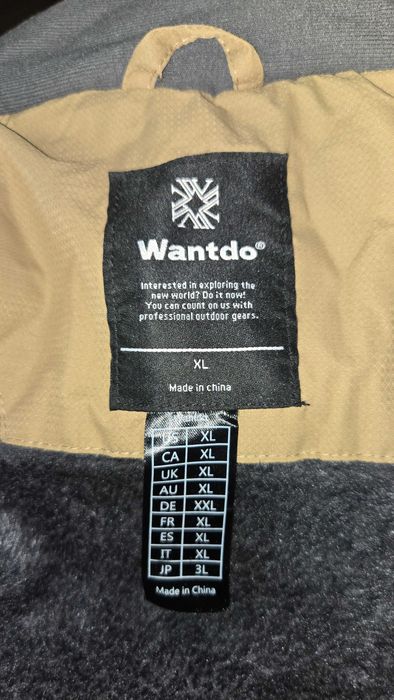 Wantdo®
Interested in exploring the
new world? Do it now!
You can count on us with
professional outdoor gears.
XL
Made in china
US XL
CA XL
UK XL
AU XL
DE XXL
FR XL
ES XL
IT XL
JP 3L
Made in China